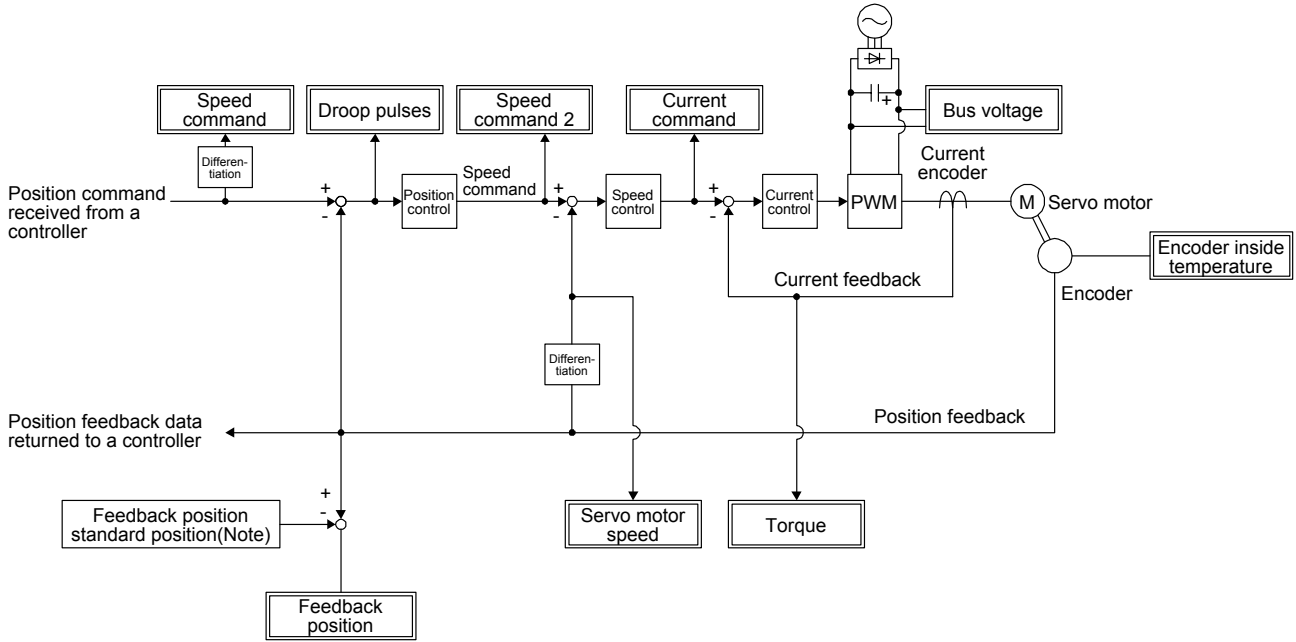 Speed
command
Droop pulses
Speed
command 2
Current
command
Bus voltage
Differen-
tiation
Current
encoder
Position command
received from a
controller
+
-
Position
control
Speed
command
+
-
Speed
control
+
-
Current
control
PWM
+
M
Servo motor
Encoder inside
temperature
Current feedback
Encoder
Differen-
tiation
Position feedback data
returned to a controller
Position feedback
+
-
Feedback position
standard position(Note)
Servo motor
speed
Torque
Feedback
position